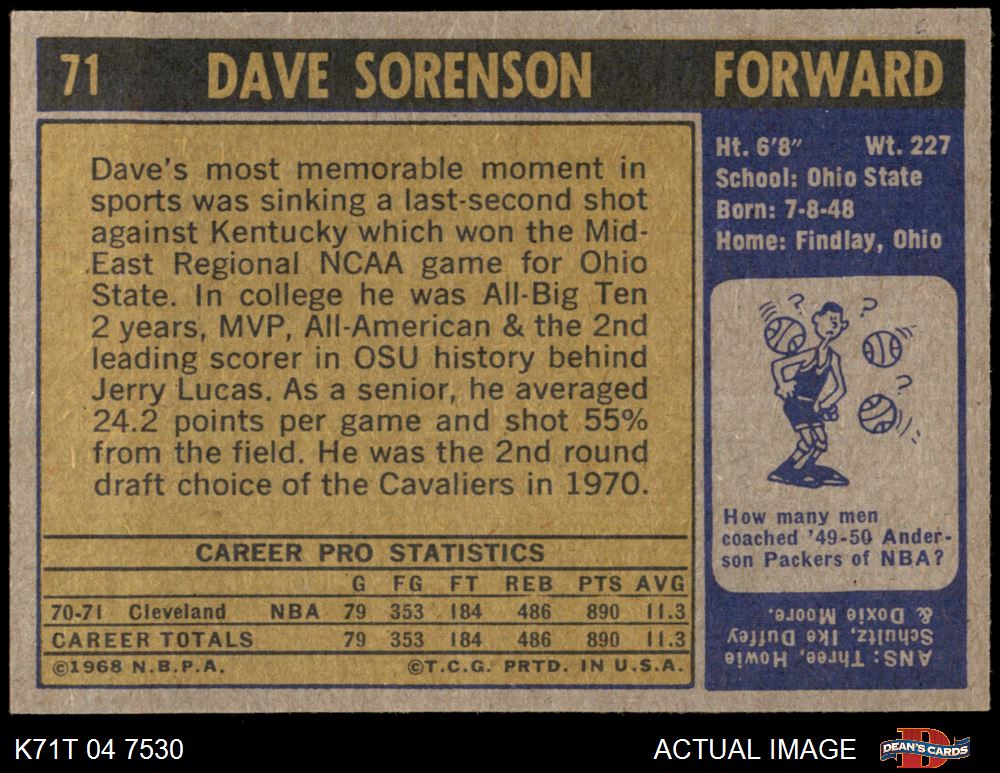 71 DAVE SORENSON FORWARD
Dave's most memorable moment in
sports was sinking a last-second shot
against Kentucky which won the Mid-
East Regional NCAA game for Ohio
State. In college he was All-Big Ten
2 years, MVP, All-American & the 2nd
leading scorer in OSU history behind
Jerry Lucas. As a senior, he averaged
24.2 points per game and shot 55%
from the field. He was the 2nd round
draft choice of the Cavaliers in 1970.
CAREER PRO STATISTICS
G FG FT REB PTS AVG
70-71 Cleveland NBA 79 353 184 486 890 11.3
CAREER TOTALS 79 353 184 486 890 11.3
©1968 N.B.P.A. ©T.C.G. PRTD. IN U.S.A.
Ht. 6'8" Wt. 227
School: Ohio State
Born: 7-8-48
Home: Findlay, Ohio
? ?
?
How many men
coached '49-50 Ander-
son Packers of NBA?
ANS: Three, Howie
Schultz, Ike Duffey
& Doxie Moore.
K71T 04 7530 ACTUAL IMAGE DEAN'S CARDS